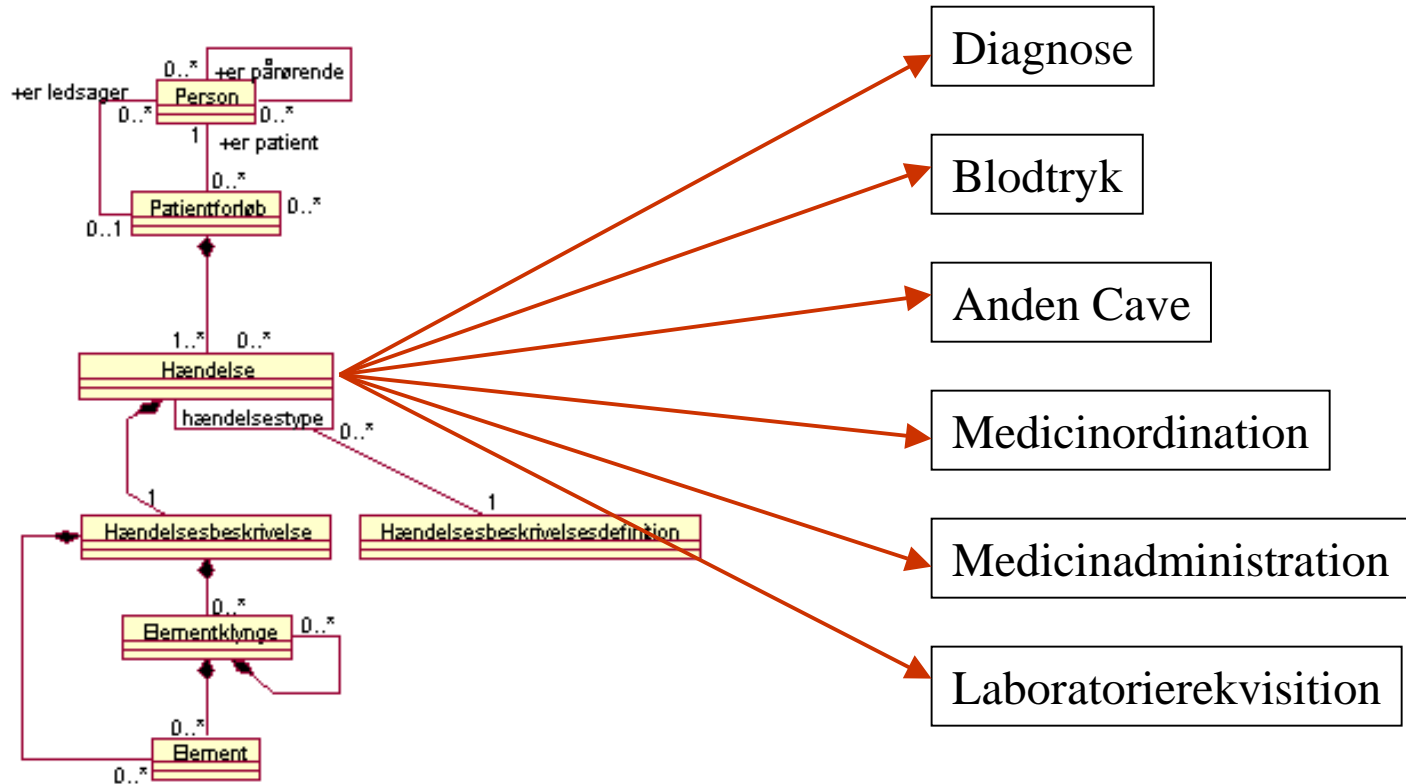 0..*
+er pårørende
+er ledsager
Person
0..*
0..*
1
+er patient
0..*
Patientforløb
0..*
0..1
1..*
0..*
Hændelse
hændelsestype
0..*
1
1
Hændelsesbeskrivelse
Hændelsesbeskrivelsesdefinition
0..*
Elementklynge
0..*
0..*
Element
0..*
Diagnose
Blodtryk
Anden Cave
Medicinordination
Medicinadministration
Laboratorierekvisition